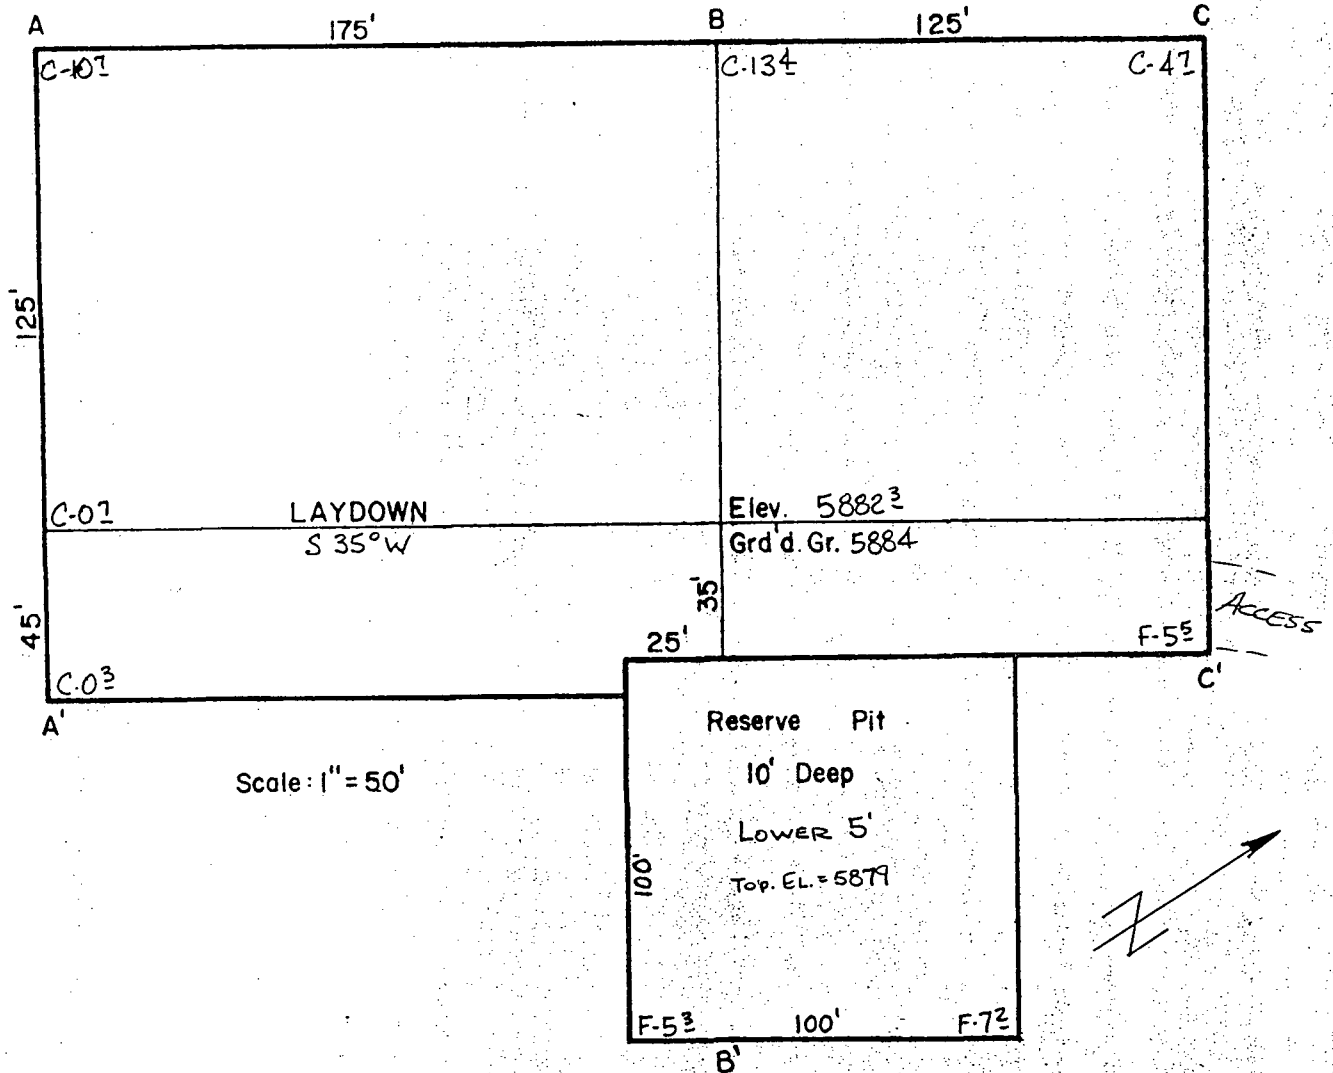 A 175' B 125' C
C-10⁷ C-13⁴ C-4⁷
125'
C-0⁷ LAYDOWN Elev. 5882³
S 35° W Grd'd. Gr. 5884
45' 35' ACCESS
25' F-5⁵
C-0³ C'
A' Reserve Pit
Scale: 1" = 50' 10' Deep
LOWER 5'
100' Top. EL. = 5879
N
F-5³ 100' F-7²
B'